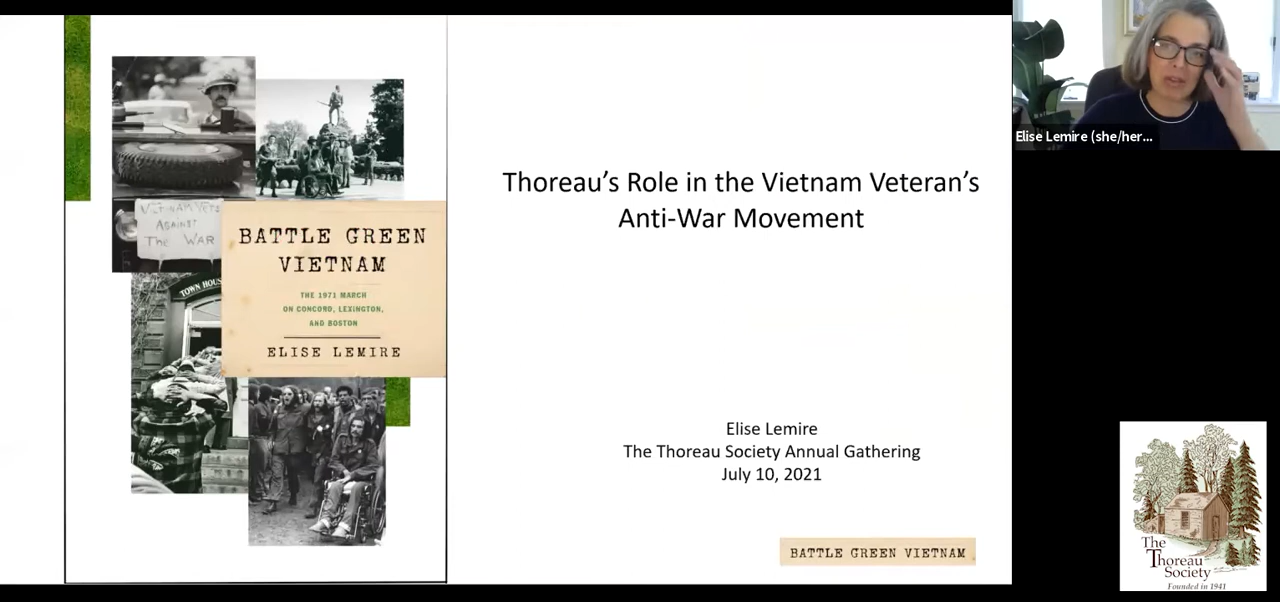 VIETNAM VETS
AGAINST
THE WAR
TOWN HOUS
BATTLE GREEN
VIETNAM
THE 1971 MARCH
ON CONCORD, LEXINGTON,
AND BOSTON
ELISE LEMIRE
Thoreau's Role in the Vietnam Veteran's
Anti-War Movement
Elise Lemire
The Thoreau Society Annual Gathering
July 10, 2021
BATTLE GREEN VIETNAM
Elise Lemire (she/her...
The
Thoreau
Society
Founded in 1941